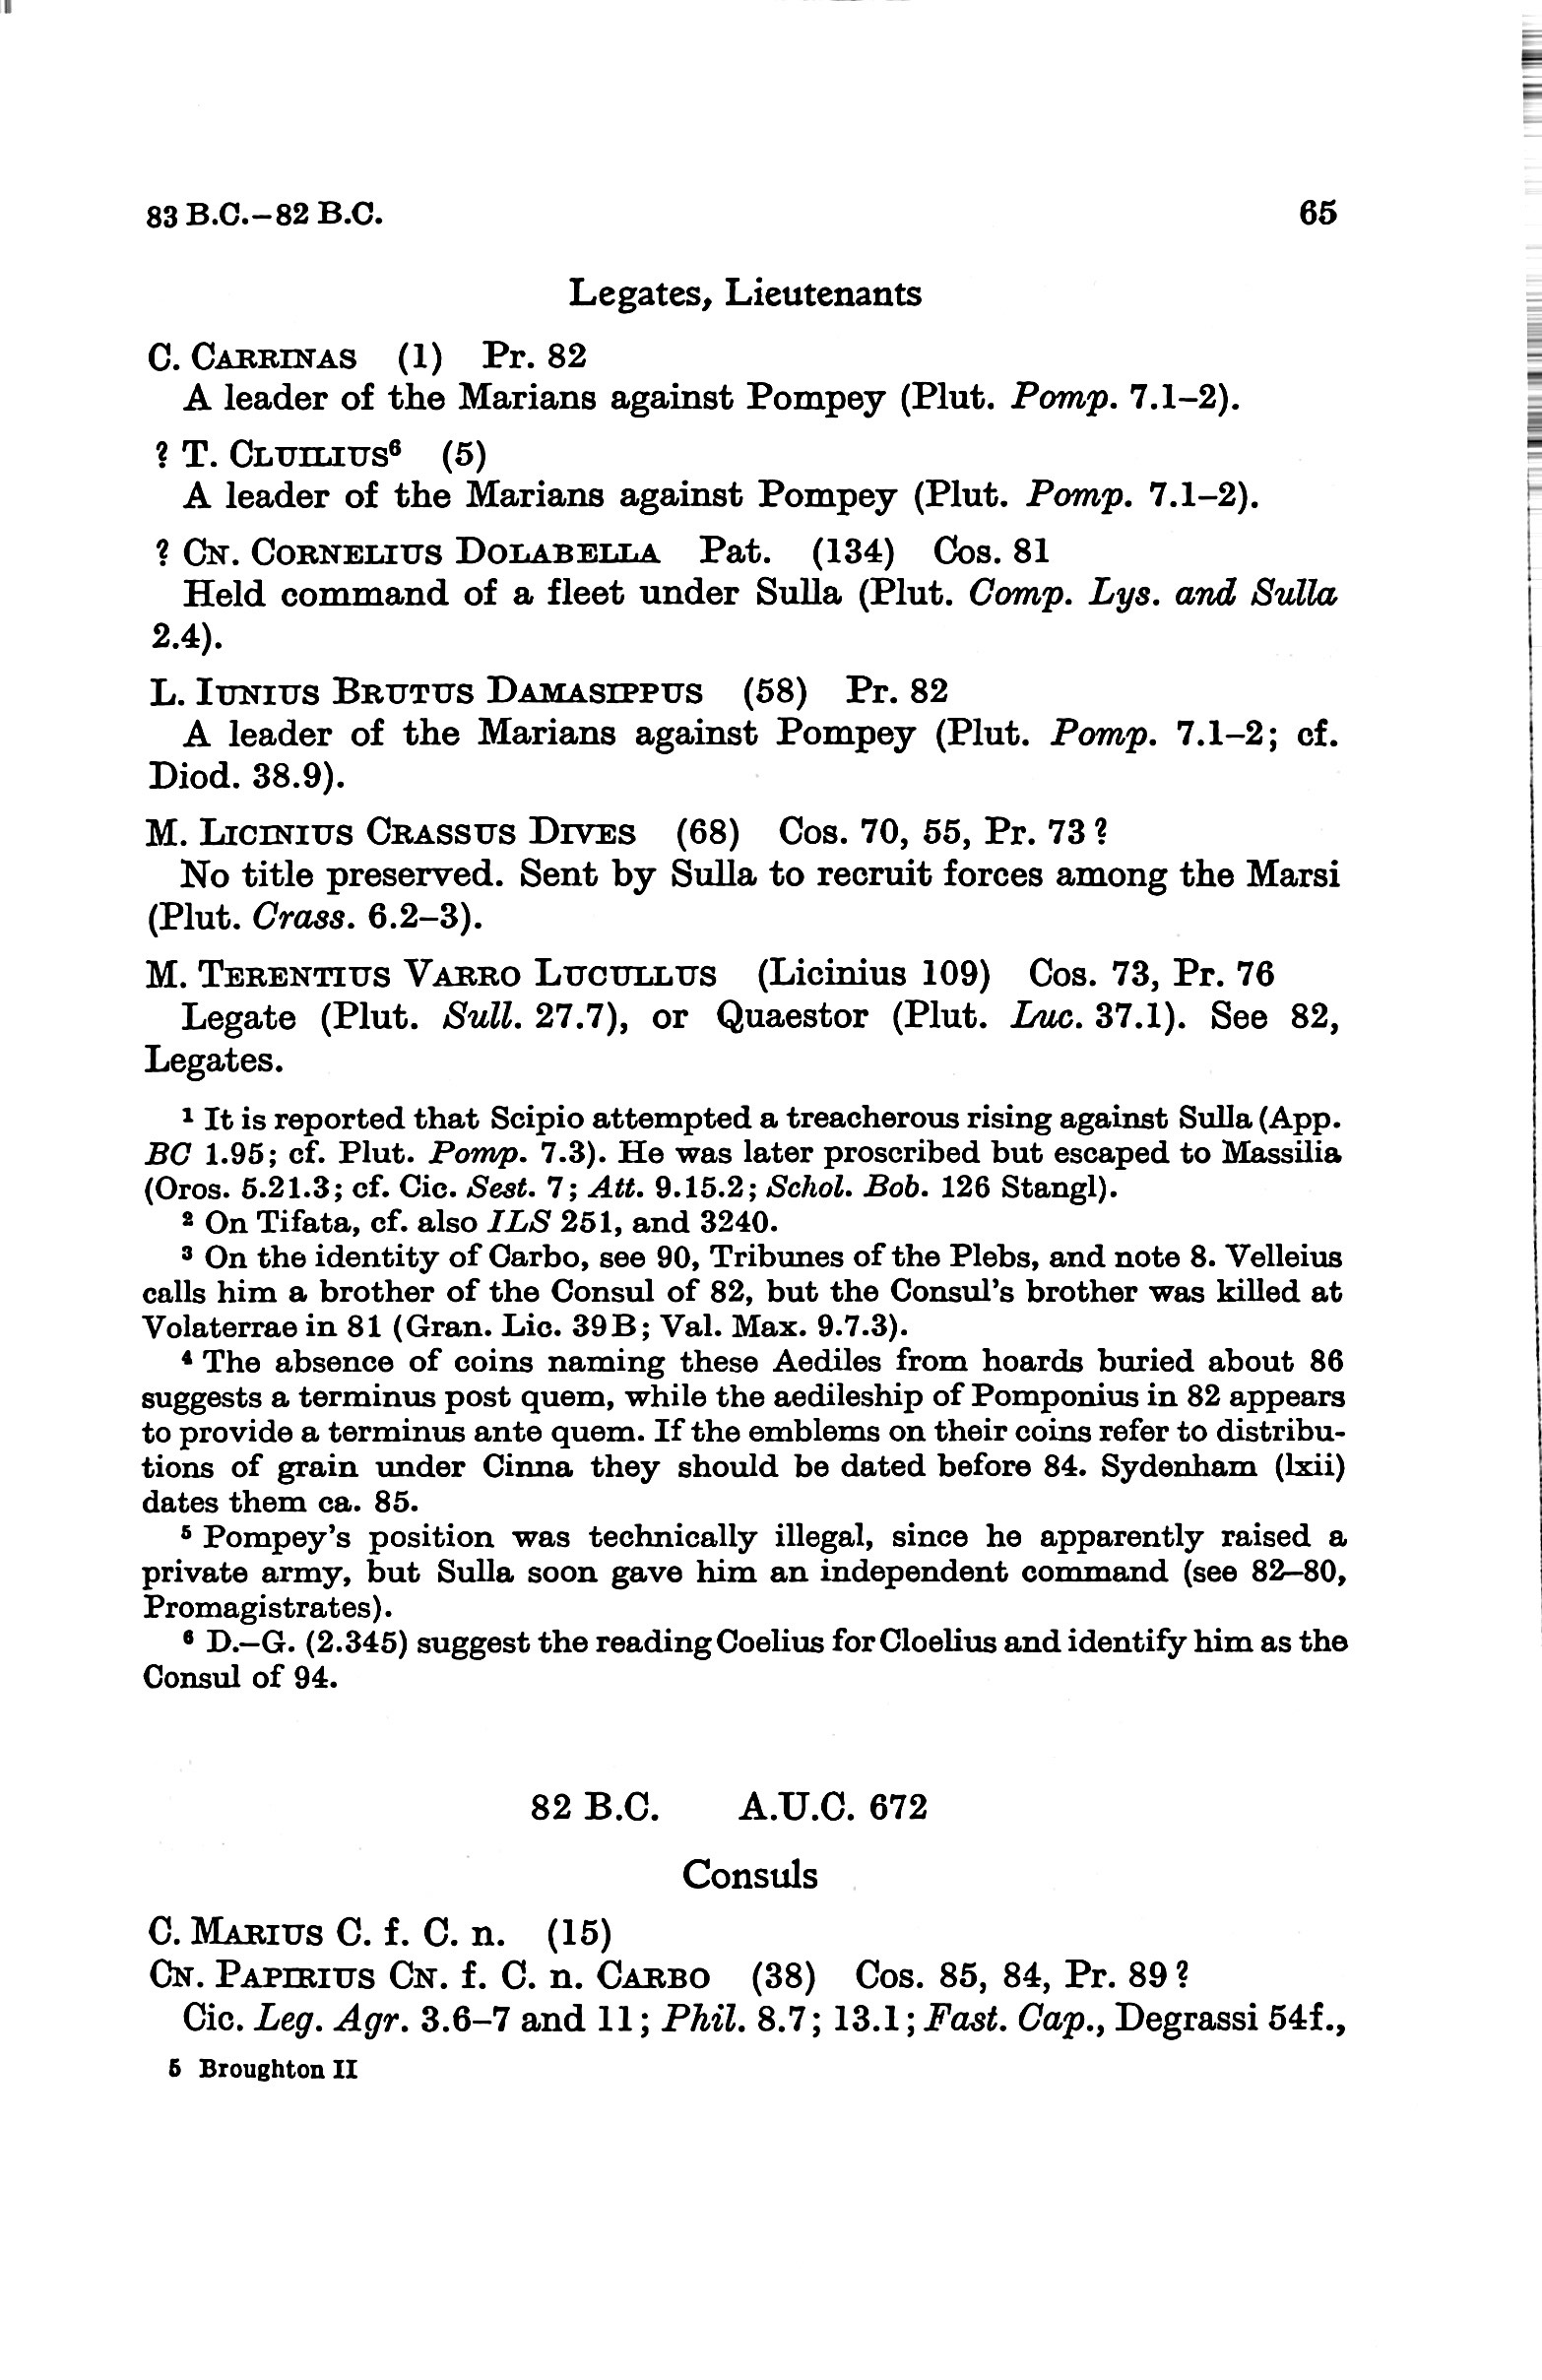 83 B.C.–82 B.C. 65
Legates, Lieutenants
C. CARRINAS (1) Pr. 82
A leader of the Marians against Pompey (Plut. Pomp. 7.1–2).
? T. CLUILIUS⁶ (5)
A leader of the Marians against Pompey (Plut. Pomp. 7.1–2).
? CN. CORNELIUS DOLABELLA Pat. (134) Cos. 81
Held command of a fleet under Sulla (Plut. Comp. Lys. and Sulla
2.4).
L. IUNIUS BRUTUS DAMASIPPUS (58) Pr. 82
A leader of the Marians against Pompey (Plut. Pomp. 7.1–2; cf.
Diod. 38.9).
M. LICINIUS CRASSUS DIVES (68) Cos. 70, 55, Pr. 73?
No title preserved. Sent by Sulla to recruit forces among the Marsi
(Plut. Crass. 6.2–3).
M. TERENTIUS VARRO LUCULLUS (Licinius 109) Cos. 73, Pr. 76
Legate (Plut. Sull. 27.7), or Quaestor (Plut. Luc. 37.1). See 82,
Legates.
¹ It is reported that Scipio attempted a treacherous rising against Sulla (App.
BC 1.95; cf. Plut. Pomp. 7.3). He was later proscribed but escaped to Massilia
(Oros. 5.21.3; cf. Cic. Sest. 7; Att. 9.15.2; Schol. Bob. 126 Stangl).
² On Tifata, cf. also ILS 251, and 3240.
³ On the identity of Carbo, see 90, Tribunes of the Plebs, and note 8. Velleius
calls him a brother of the Consul of 82, but the Consul's brother was killed at
Volaterrae in 81 (Gran. Lic. 39B; Val. Max. 9.7.3).
⁴ The absence of coins naming these Aediles from hoards buried about 86
suggests a terminus post quem, while the aedileship of Pomponius in 82 appears
to provide a terminus ante quem. If the emblems on their coins refer to distribu-
tions of grain under Cinna they should be dated before 84. Sydenham (lxii)
dates them ca. 85.
⁵ Pompey's position was technically illegal, since he apparently raised a
private army, but Sulla soon gave him an independent command (see 82–80,
Promagistrates).
⁶ D.–G. (2.345) suggest the reading Coelius for Cloelius and identify him as the
Consul of 94.
82 B.C. A.U.C. 672
Consuls
C. MARIUS C. f. C. n. (15)
CN. PAPIRIUS CN. f. C. n. CARBO (38) Cos. 85, 84, Pr. 89?
Cic. Leg. Agr. 3.6–7 and 11; Phil. 8.7; 13.1; Fast. Cap., Degrassi 54f.,
5 Broughton II